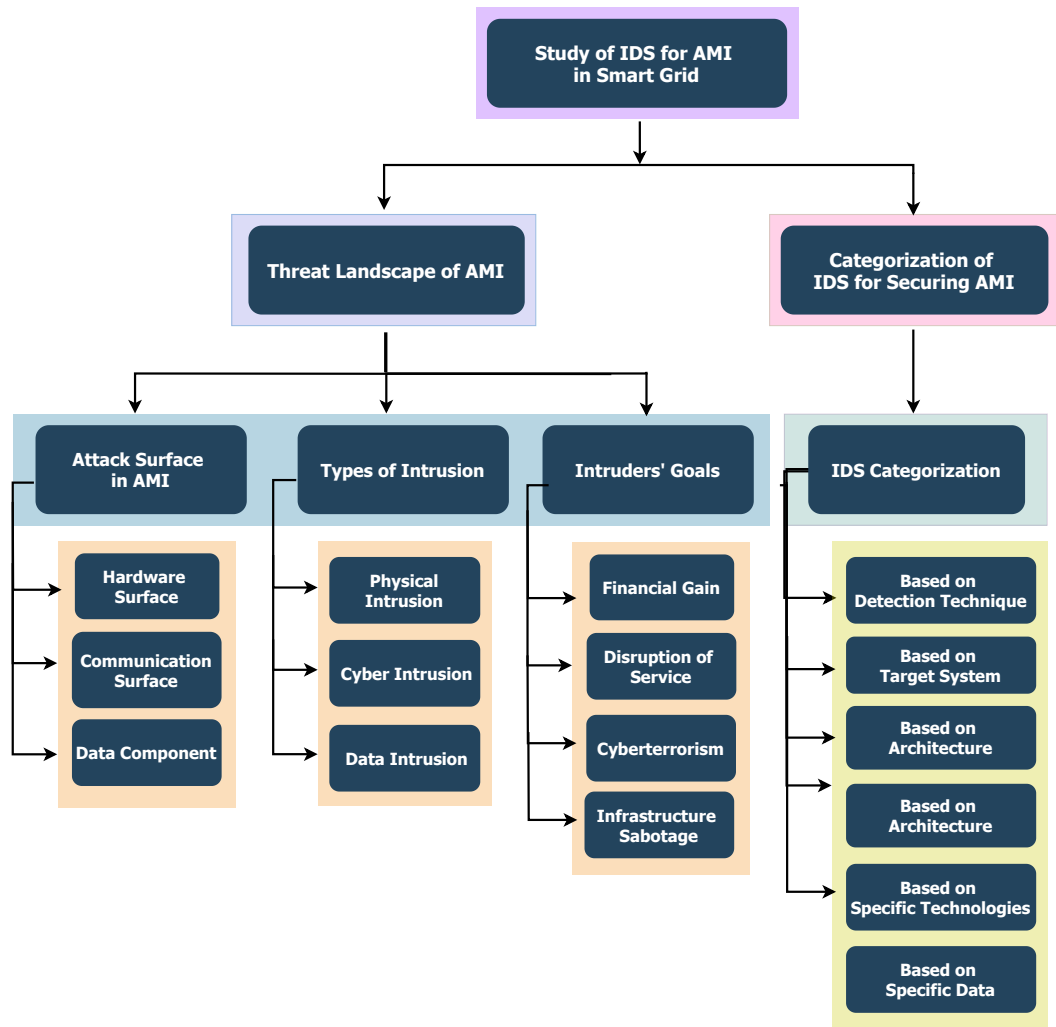 Study of IDS for AMI
in Smart Grid
Threat Landscape of AMI
Categorization of
IDS for Securing AMI
Attack Surface
in AMI
Types of Intrusion
Intruders' Goals
IDS Categorization
Hardware
Surface
Communication
Surface
Data Component
Physical
Intrusion
Cyber Intrusion
Data Intrusion
Financial Gain
Disruption of
Service
Cyberterrorism
Infrastructure
Sabotage
Based on
Detection Technique
Based on
Target System
Based on
Architecture
Based on
Architecture
Based on
Specific Technologies
Based on
Specific Data